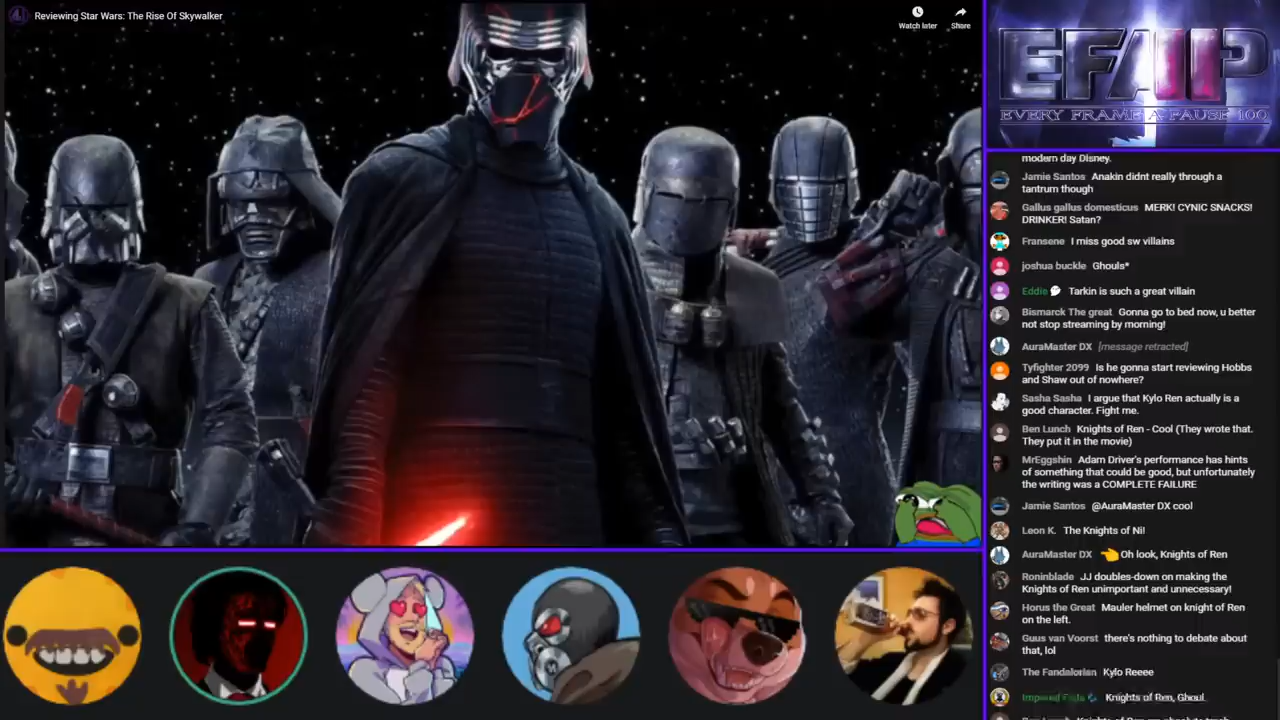 Reviewing Star Wars: The Rise Of Skywalker
Watch later
Share
EFAP
EVERY FRAME A PAUSE 100
modern day Disney.
Jamie Santos Anakin didnt really through a
tantrum though
Gallus gallus domesticus MERK! CYNIC SNACKS!
DRINKER! Satan?
Fransene I miss good sw villains
joshua buckle Ghouls*
Eddie Tarkin is such a great villain
Bismarck The great Gonna go to bed now, u better
not stop streaming by morning!
AuraMaster DX [message retracted]
Tyfighter 2099 Is he gonna start reviewing Hobbs
and Shaw out of nowhere?
Sasha Sasha I argue that Kylo Ren actually is a
good character. Fight me.
Ben Lunch Knights of Ren - Cool (They wrote that.
They put it in the movie)
MrEggshin Adam Driver's performance has hints
of something that could be good, but unfortunately
the writing was a COMPLETE FAILURE
Jamie Santos @AuraMaster DX cool
Leon K. The Knights of Ni!
AuraMaster DX 👈 Oh look, Knights of Ren
Roninblade JJ doubles-down on making the
Knights of Ren unimportant and unnecessary!
Horus the Great Mauler helmet on knight of Ren
on the left.
Guus van Voorst there's nothing to debate about
that, lol
The Fandalorian Kylo Reeee
Knights of Ren, Ghoul